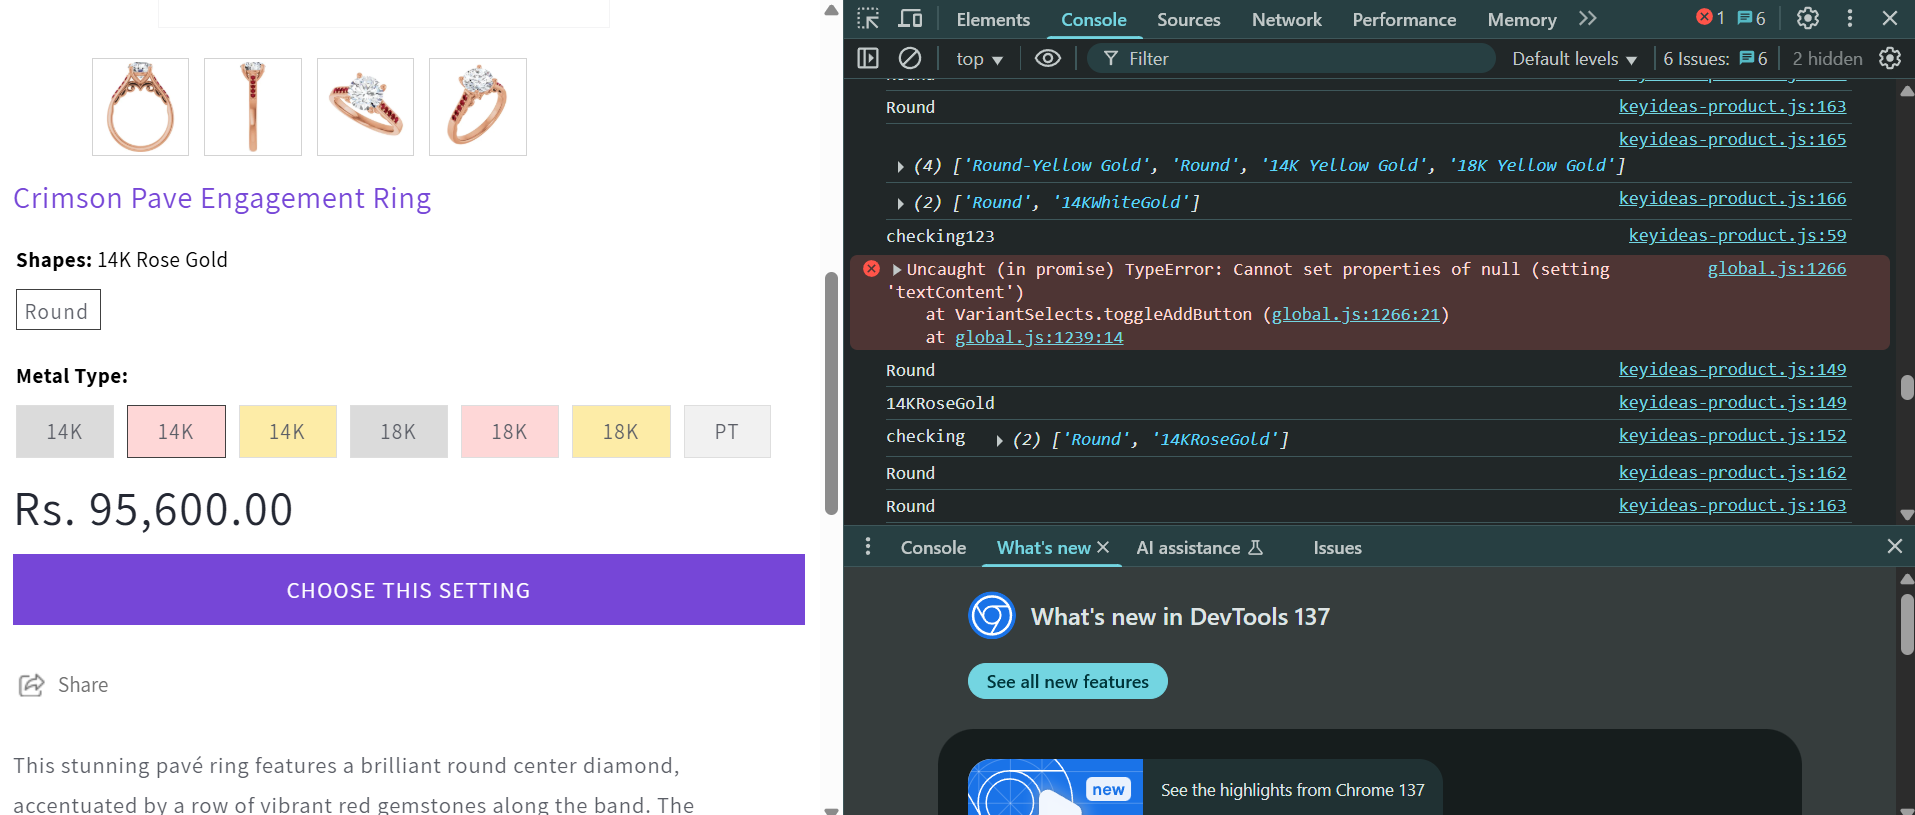 Crimson Pave Engagement Ring
Shapes: 14K Rose Gold
Round
Metal Type:
14K 14K 14K 18K 18K 18K PT
Rs. 95,600.00
CHOOSE THIS SETTING
Share
This stunning pavé ring features a brilliant round center diamond,
accentuated by a row of vibrant red gemstones along the band. The
Elements Console Sources Network Performance Memory 1 6
top Filter Default levels 6 Issues: 6 2 hidden
Round keyideas-product.js:163
keyideas-product.js:165
(4) ['Round-Yellow Gold', 'Round', '14K Yellow Gold', '18K Yellow Gold']
(2) ['Round', '14KWhiteGold'] keyideas-product.js:166
checking123 keyideas-product.js:59
Uncaught (in promise) TypeError: Cannot set properties of null (setting global.js:1266
'textContent')
at VariantSelects.toggleAddButton (global.js:1266:21)
at global.js:1239:14
Round keyideas-product.js:149
14KRoseGold keyideas-product.js:149
checking (2) ['Round', '14KRoseGold'] keyideas-product.js:152
Round keyideas-product.js:162
Round keyideas-product.js:163
Console What's new AI assistance Issues
What's new in DevTools 137
See all new features
new
See the highlights from Chrome 137